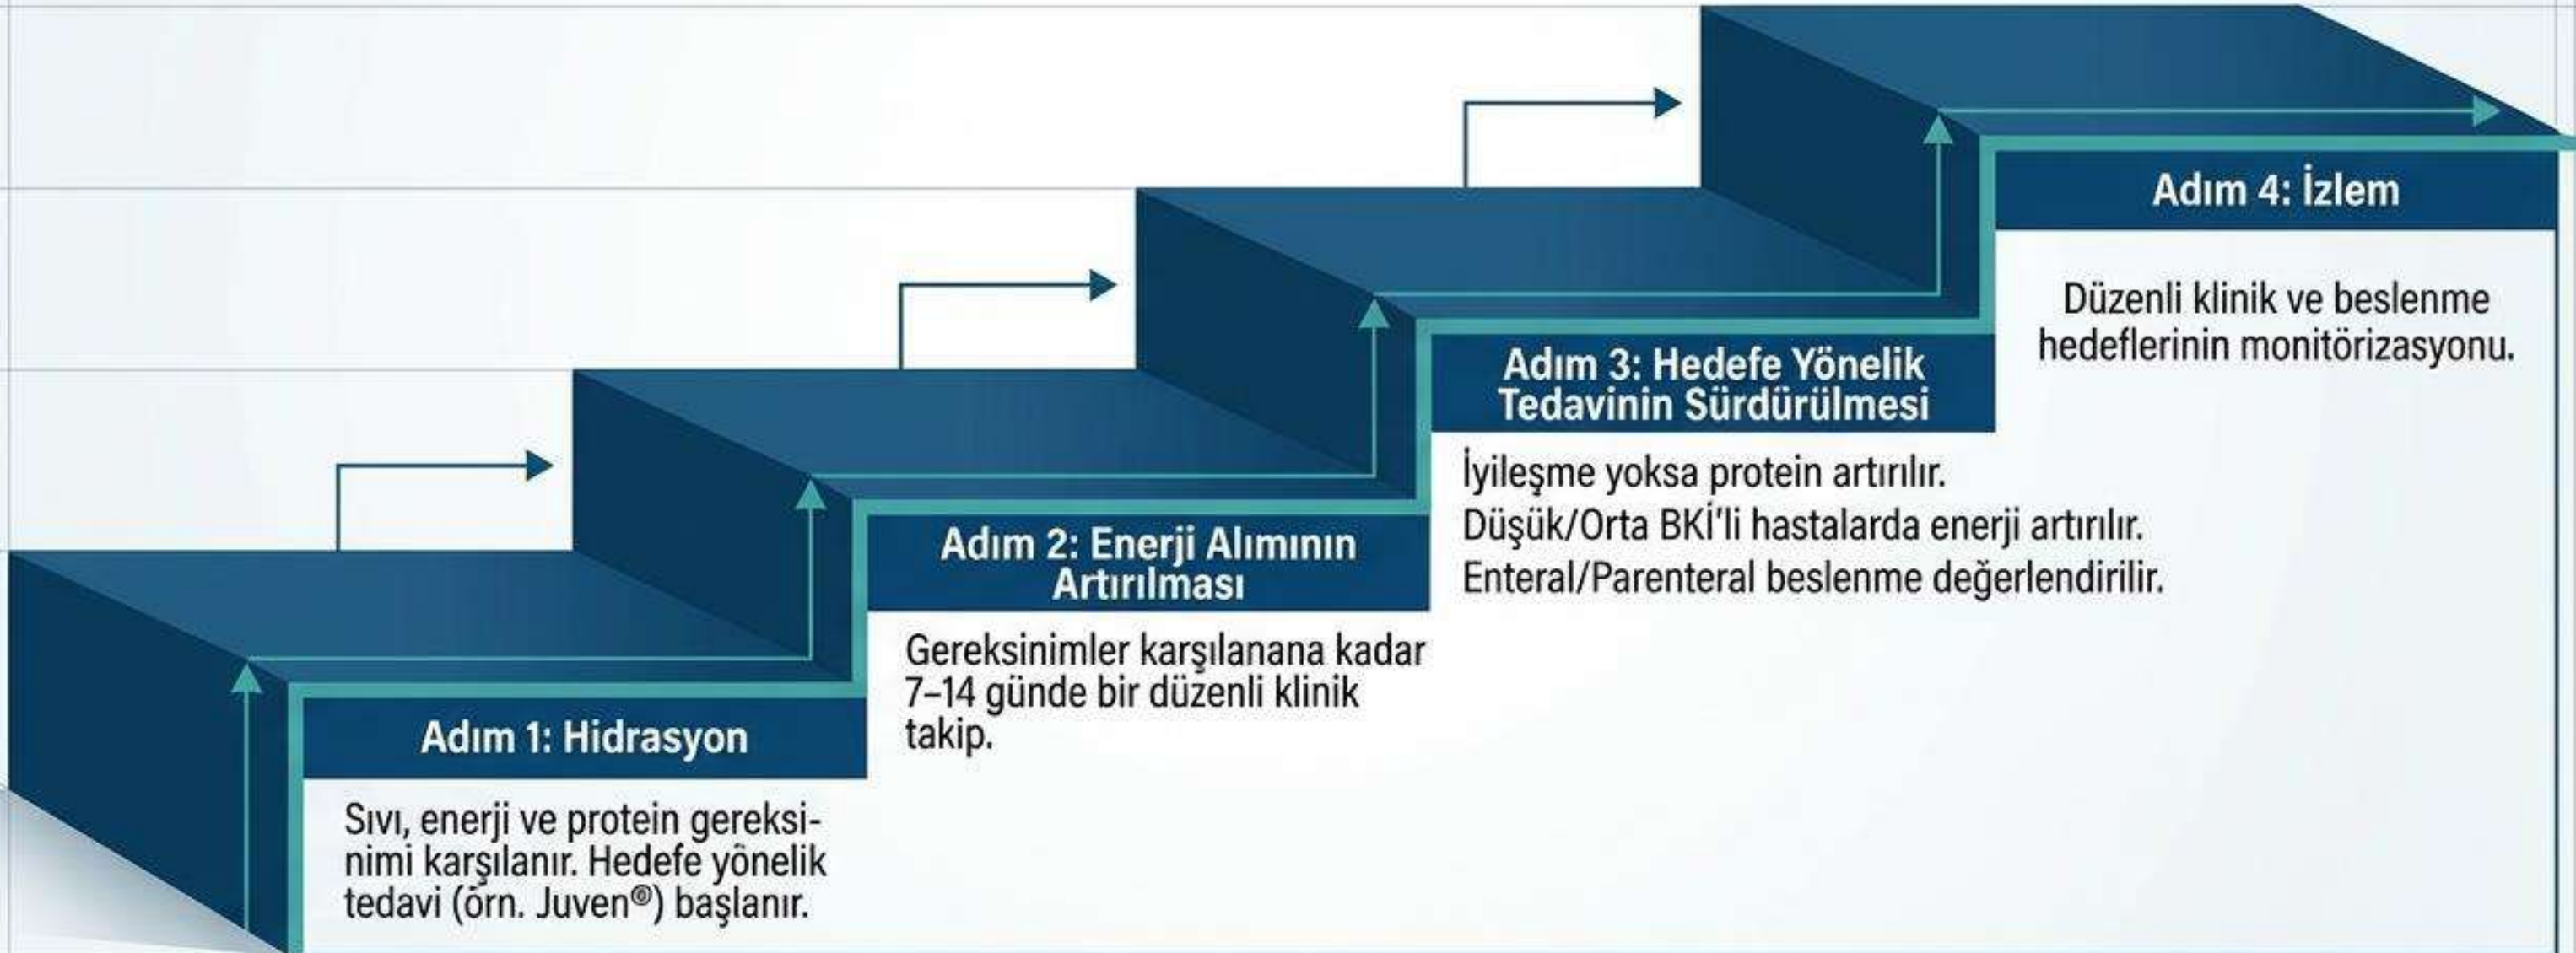 Adım 1: Hidrasyon
Sıvı, enerji ve protein gereksi-
nimi karşılanır. Hedefe yönelik
tedavi (örn. Juven®) başlanır.
Adım 2: Enerji Alımının
Artırılması
Gereksinimler karşılanana kadar
7–14 günde bir düzenli klinik
takip.
Adım 3: Hedefe Yönelik
Tedavinin Sürdürülmesi
İyileşme yoksa protein artırılır.
Düşük/Orta BKİ'li hastalarda enerji artırılır.
Enteral/Parenteral beslenme değerlendirilir.
Adım 4: İzlem
Düzenli klinik ve beslenme
hedeflerinin monitörizasyonu.